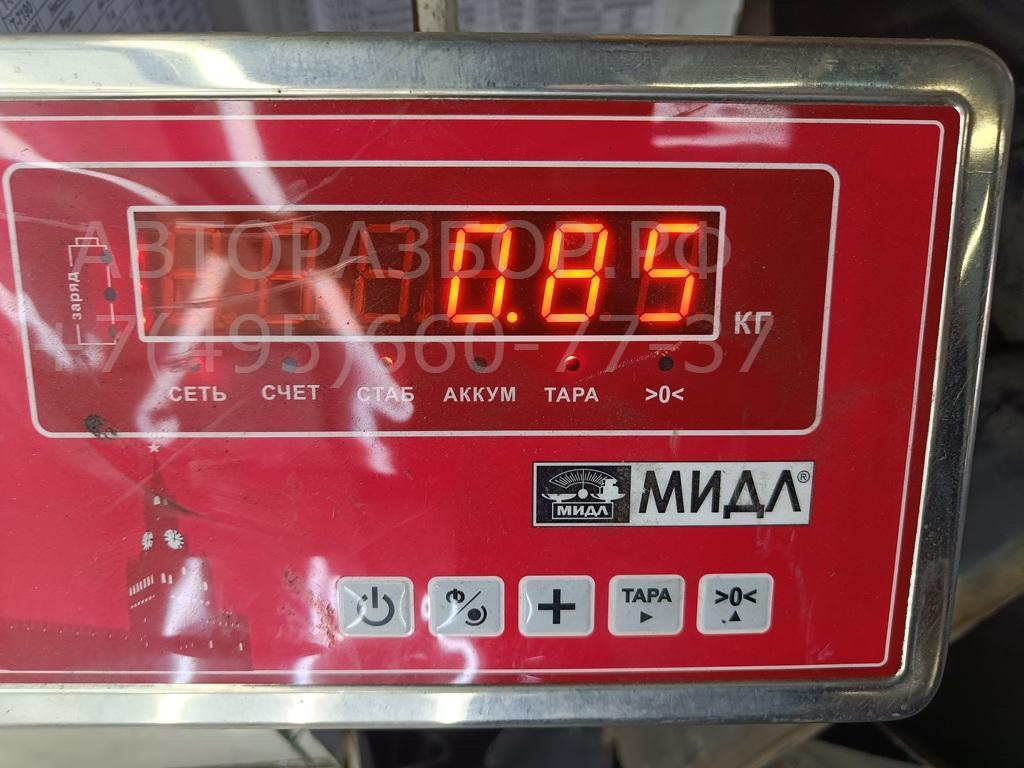 Т-7100
АВТОРАЗБОР.РФ
0.85
заряд
КГ
+7(495)660-77-37
СЕТЬ СЧЕТ СТАБ АККУМ ТАРА >0<
МИДЛ МИДЛ®
+ ТАРА >0<